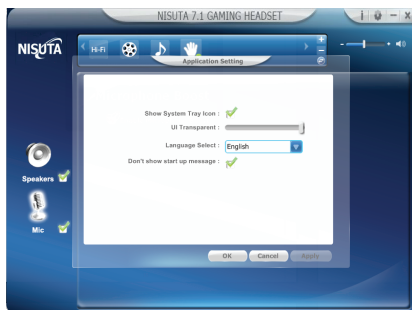 NISUTA 7.1 GAMING HEADSET
NISUTA
Hi-Fi
Application Setting
Show System Tray Icon :
UI Transparent :
Language Select : English
Don't show start up message :
Speakers
Mic
OK Cancel Apply